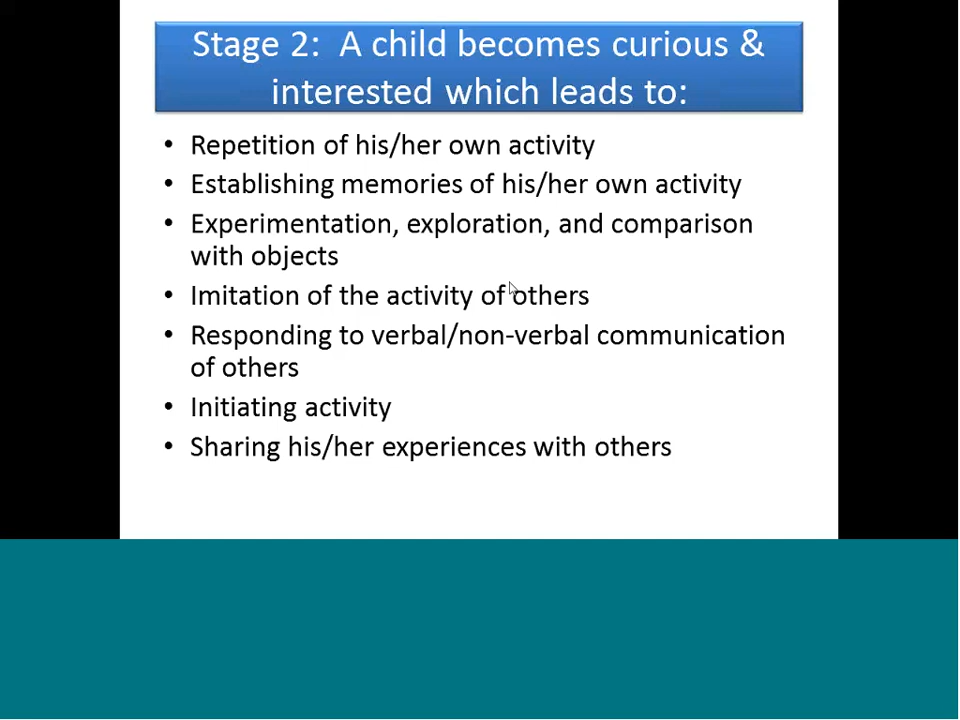 Stage 2:  A child becomes curious &
interested which leads to:
• Repetition of his/her own activity
• Establishing memories of his/her own activity
• Experimentation, exploration, and comparison
with objects
• Imitation of the activity of others
• Responding to verbal/non-verbal communication
of others
• Initiating activity
• Sharing his/her experiences with others